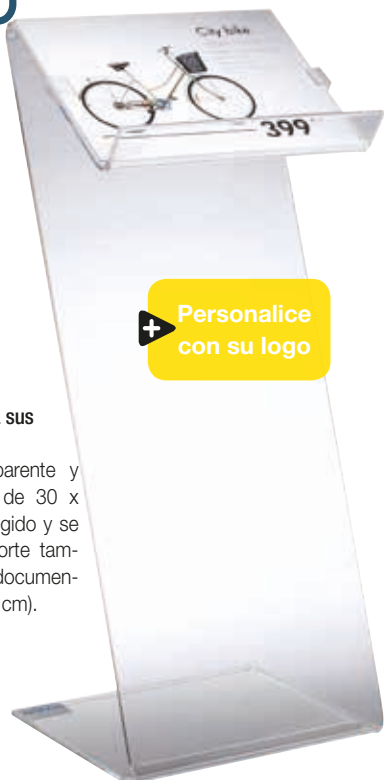 City bike
399
Personalice
con su logo
sus
parente y
de 30 x
gido y se
orte tam-
documen-
cm).